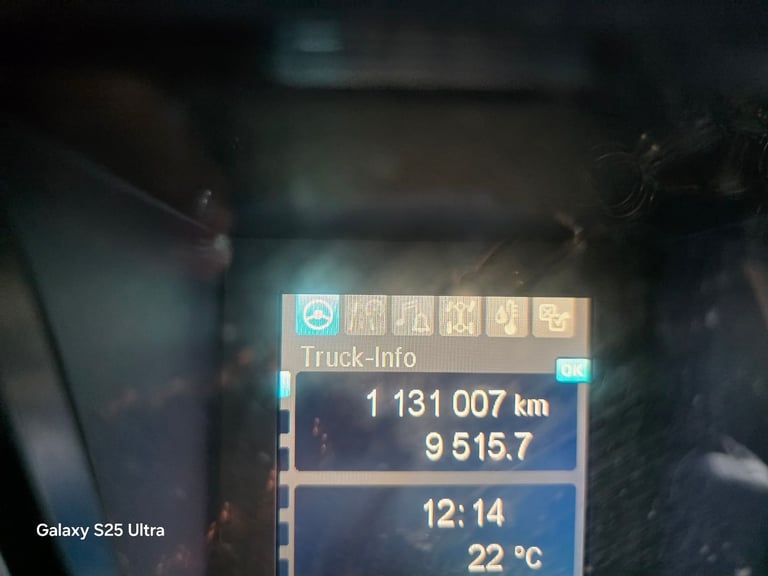 Truck-Info
OK
1 131 007 km
9 515.7
12:14
22 °C
Galaxy S25 Ultra